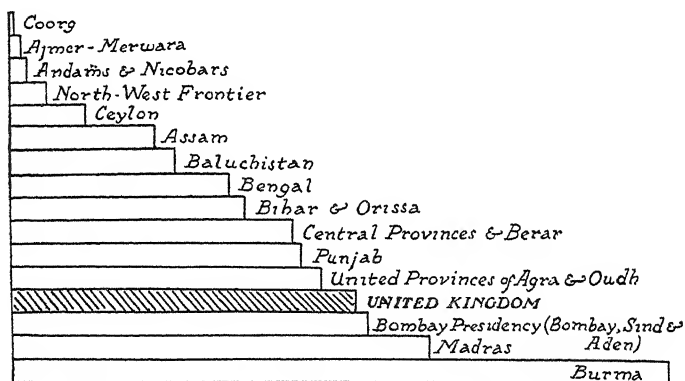 Coorg
Ajmer-Merwara
Andams & Nicobars
North-West Frontier
Ceylon
Assam
Baluchistan
Bengal
Bihar & Orissa
Central Provinces & Berar
Punjab
United Provinces of Agra & Oudh
UNITED KINGDOM
Bombay Presidency (Bombay, Sind &
Aden)
Madras
Burma